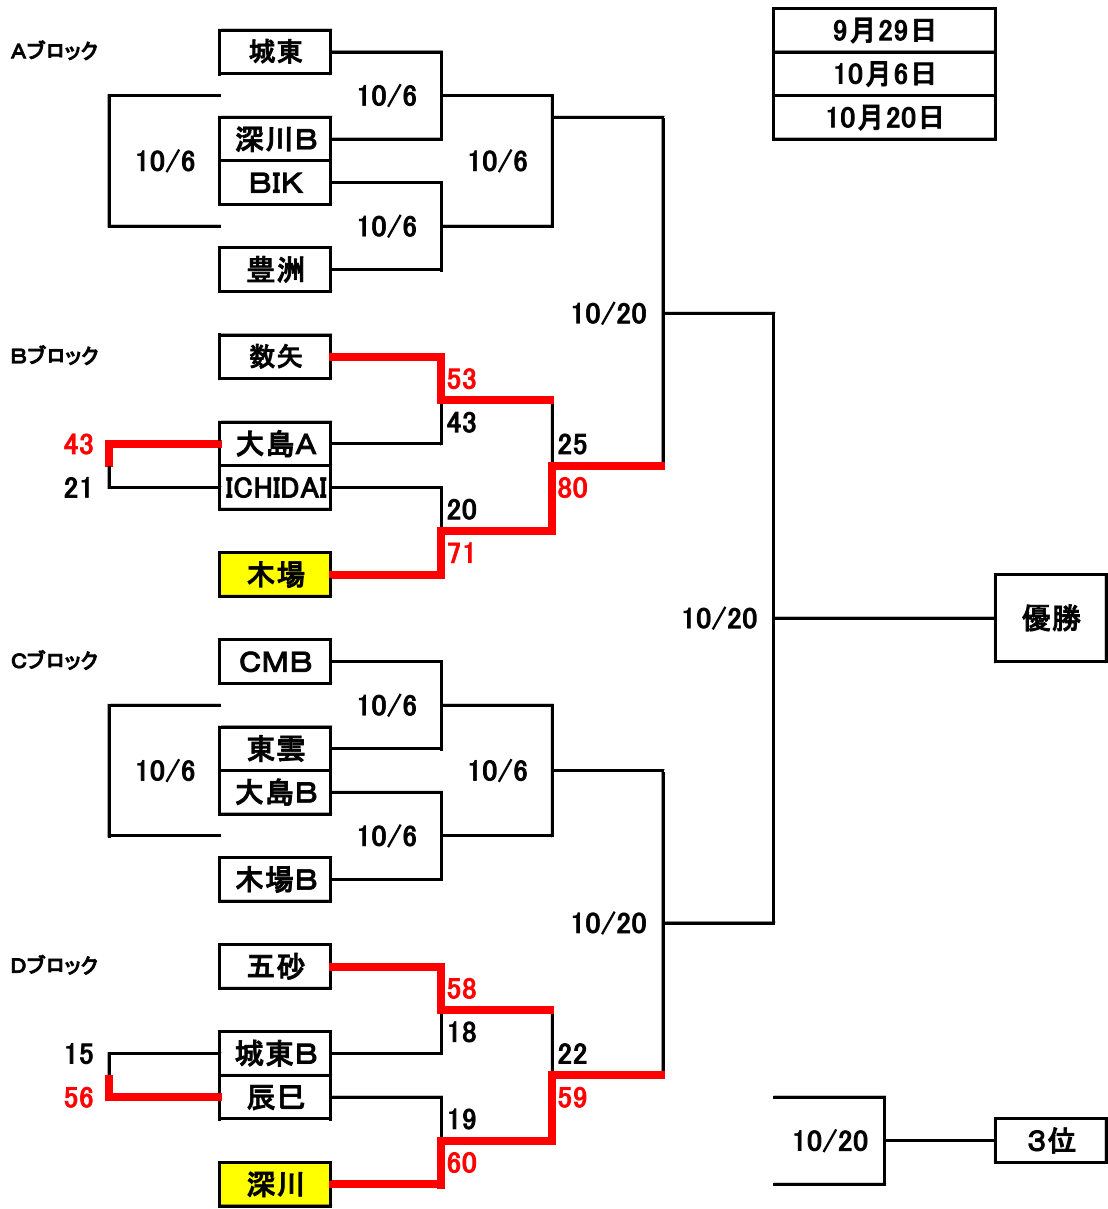 9月29日
10月6日
10月20日
Aブロック
城東
10/6
深川B
10/6
10/6
BIK
10/6
豊洲
10/20
Bブロック
数矢
53
43
43
大島A
25
21
ICHIDAI
80
20
71
木場
10/20
優勝
Cブロック
CMB
10/6
東雲
10/6
10/6
大島B
10/6
木場B
10/20
Dブロック
五砂
58
18
15
城東B
22
56
辰巳
59
19
60
深川
10/20
3位